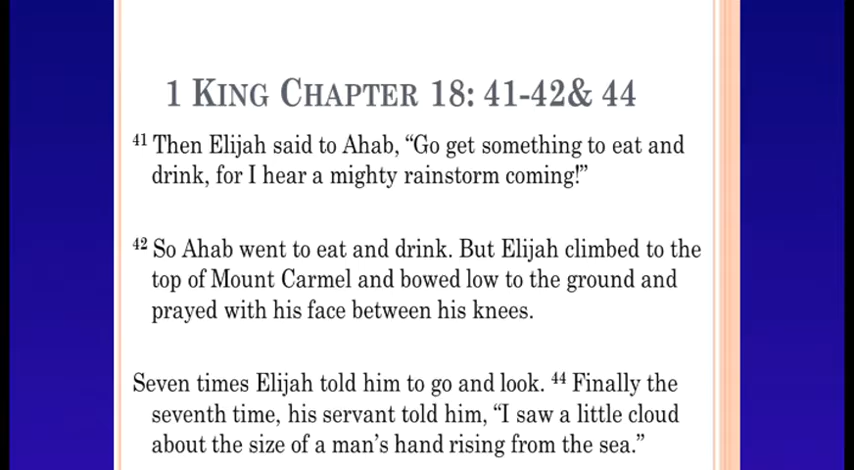 1 KING CHAPTER 18: 41-42& 44
41 Then Elijah said to Ahab, “Go get something to eat and
drink, for I hear a mighty rainstorm coming!”
42 So Ahab went to eat and drink. But Elijah climbed to the
top of Mount Carmel and bowed low to the ground and
prayed with his face between his knees.
Seven times Elijah told him to go and look. 44 Finally the
seventh time, his servant told him, “I saw a little cloud
about the size of a man’s hand rising from the sea.”